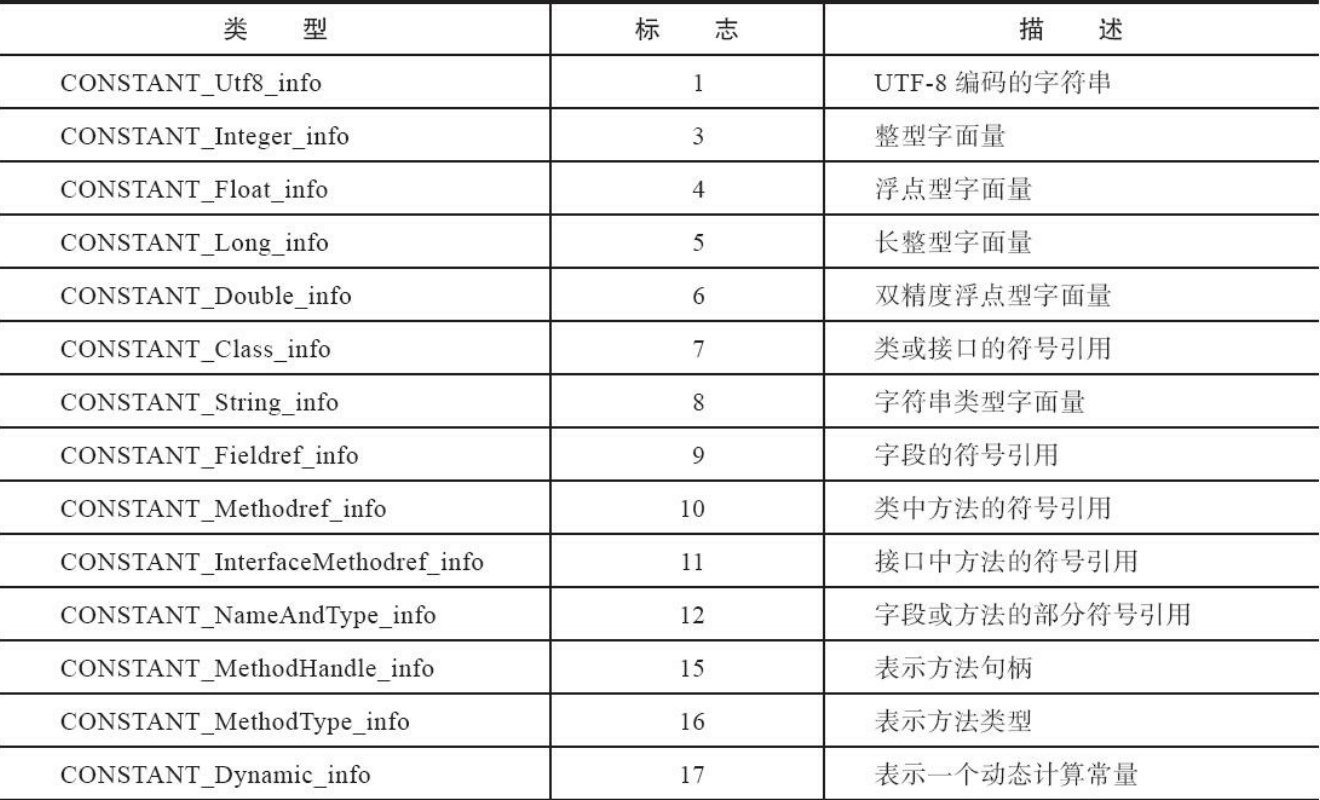 类 型 标 志 描 述
CONSTANT_Utf8_info 1 UTF-8 编码的字符串
CONSTANT_Integer_info 3 整型字面量
CONSTANT_Float_info 4 浮点型字面量
CONSTANT_Long_info 5 长整型字面量
CONSTANT_Double_info 6 双精度浮点型字面量
CONSTANT_Class_info 7 类或接口的符号引用
CONSTANT_String_info 8 字符串类型字面量
CONSTANT_Fieldref_info 9 字段的符号引用
CONSTANT_Methodref_info 10 类中方法的符号引用
CONSTANT_InterfaceMethodref_info 11 接口中方法的符号引用
CONSTANT_NameAndType_info 12 字段或方法的部分符号引用
CONSTANT_MethodHandle_info 15 表示方法句柄
CONSTANT_MethodType_info 16 表示方法类型
CONSTANT_Dynamic_info 17 表示一个动态计算常量